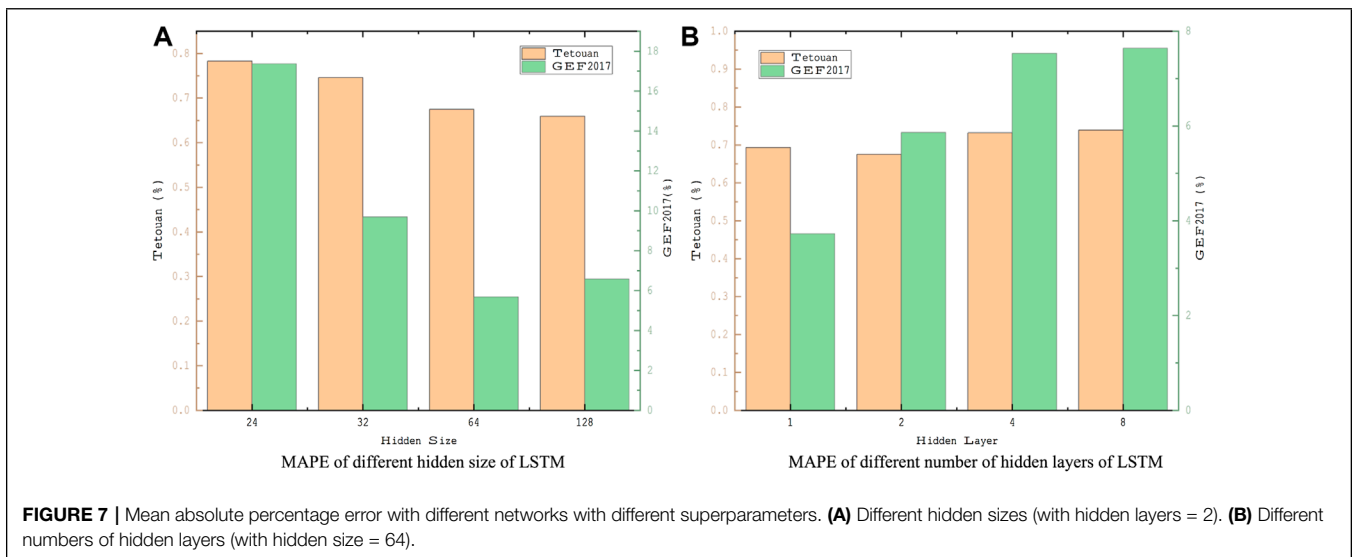 A
0.8
0.7
0.6
0.5
0.4
0.3
0.2
0.1
0.0
Tetouan (%)
Tetouan
GEF2017
18
16
14
12
10
8
6
4
2
0
GEF2017(%)
24 32 64 128
Hidden Size
MAPE of different hidden size of LSTM
B
1.0
0.9
0.8
0.7
0.6
0.5
0.4
0.3
0.2
0.1
0.0
Tetouan (%)
Tetouan
GEF2017
8
6
4
2
0
GEF2017 (%)
1 2 4 8
Hidden Layer
MAPE of different number of hidden layers of LSTM
FIGURE 7 | Mean absolute percentage error with different networks with different superparameters. (A) Different hidden sizes (with hidden layers = 2). (B) Different
numbers of hidden layers (with hidden size = 64).